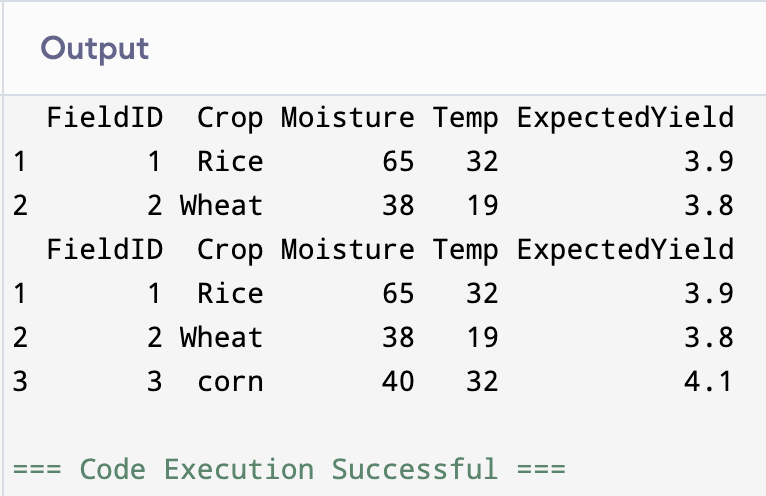 Output
  FieldID  Crop Moisture Temp ExpectedYield
1       1  Rice       65   32           3.9
2       2 Wheat       38   19           3.8
  FieldID  Crop Moisture Temp ExpectedYield
1       1  Rice       65   32           3.9
2       2 Wheat       38   19           3.8
3       3  corn       40   32           4.1
=== Code Execution Successful ===